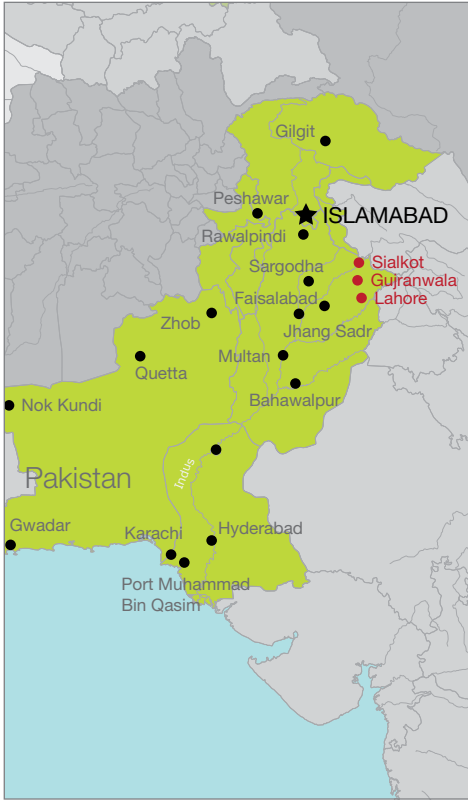 Gilgit
Peshawar
ISLAMABAD
Rawalpindi
Sialkot
Sargodha
Gujranwala
Faisalabad
Lahore
Zhob
Jhang Sadr
Multan
Quetta
Bahawalpur
Nok Kundi
Pakistan
Indus
Gwadar
Karachi
Hyderabad
Port Muhammad
Bin Qasim